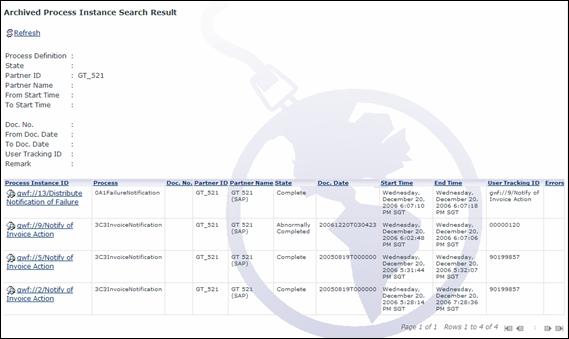 Archived Process Instance Search Result
Refresh
Process Definition :
State :
Partner ID : GT_521
Partner Name :
From Start Time :
To Start Time :
Doc. No. :
From Doc. Date :
To Doc. Date :
User Tracking ID :
Remark :
Process Instance ID Process Doc. No. Partner ID Partner Name State Doc. Date Start Time End Time User Tracking ID Errors
gwf://13/Distribute 0A1FailureNotification GT_521 GT 521 Complete Wednesday, Wednesday, gwf://9/Notify of
Notification of Failure (SAP) December 20, December 20, Invoice Action
2006 6:07:10 2006 6:07:18
PM SGT PM SGT
gwf://9/Notify of 3C3InvoiceNotification GT_521 GT 521 Abnormally 20061220T030423 Wednesday, Wednesday, 00000120
Invoice Action (SAP) Completed December 20, December 20,
2006 6:02:48 2006 6:07:06
PM SGT PM SGT
gwf://5/Notify of 3C3InvoiceNotification GT_521 GT 521 Complete 20050819T000000 Wednesday, Wednesday, 90199857
Invoice Action (SAP) December 20, December 20,
2006 5:31:44 2006 5:32:07
PM SGT PM SGT
gwf://2/Notify of 3C3InvoiceNotification GT_521 GT 521 Complete 20050819T000000 Wednesday, Wednesday, 90199857
Invoice Action (SAP) December 20, December 20,
2006 5:28:14 2006 7:28:36
PM SGT PM SGT
Page 1 of 1 Rows 1 to 4 of 4 :